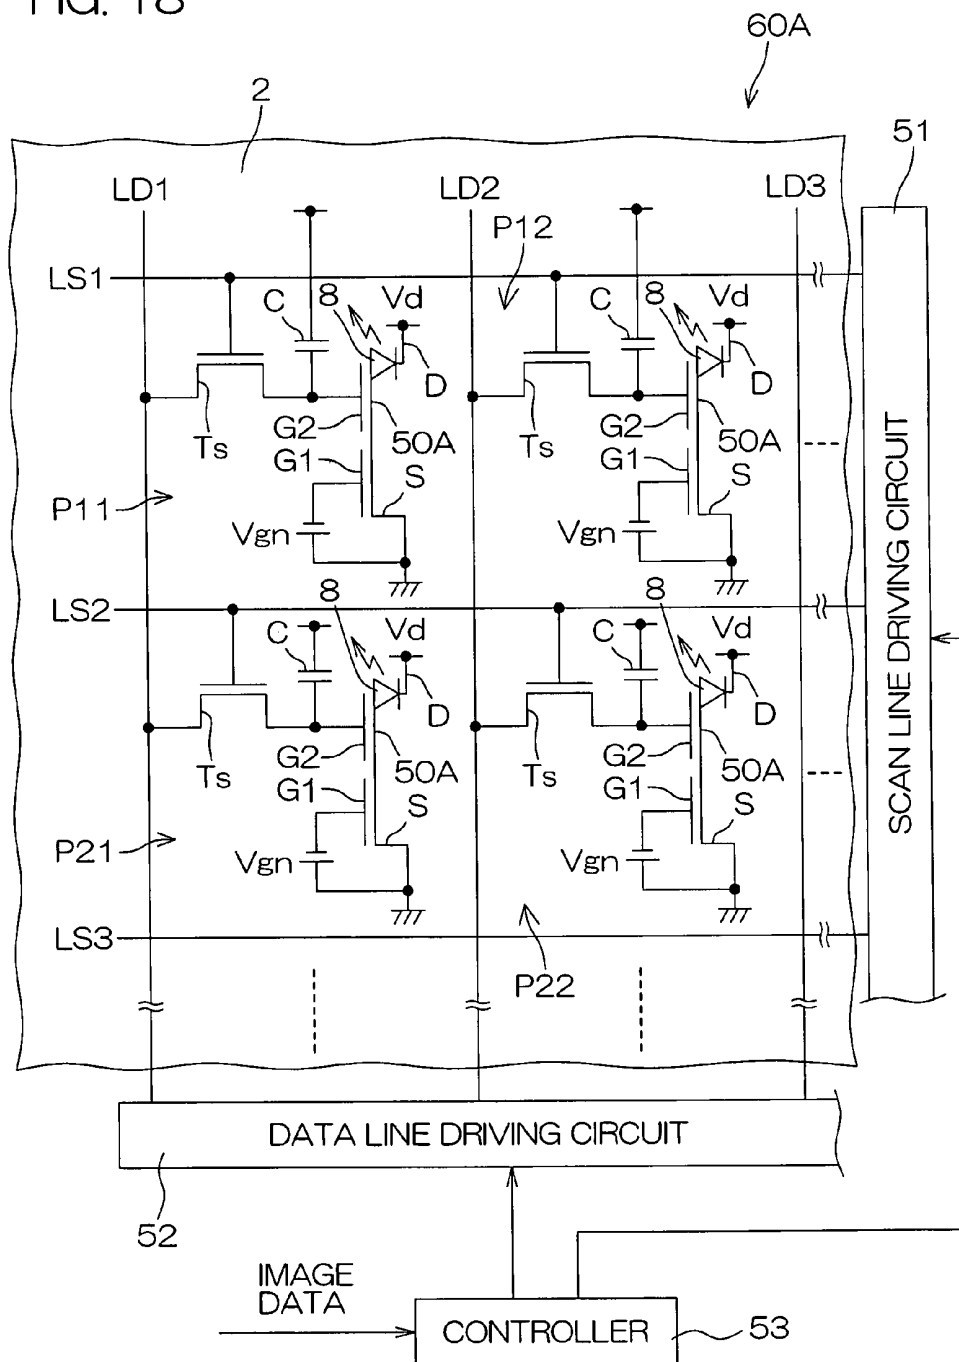 FIG. 18
60A
2
51
LD1 LD2 LD3
P12
LS1
C 8 Vd C 8 Vd
D D
Ts G2 50A Ts G2 50A
G1 S G1 S
P11
Vgn Vgn
LS2
8 8
C Vd C Vd
D D
Ts G2 50A Ts G2 50A
G1 S G1 S
P21
Vgn Vgn
LS3
P22
SCAN LINE DRIVING CIRCUIT
DATA LINE DRIVING CIRCUIT
52
IMAGE
DATA
CONTROLLER 53